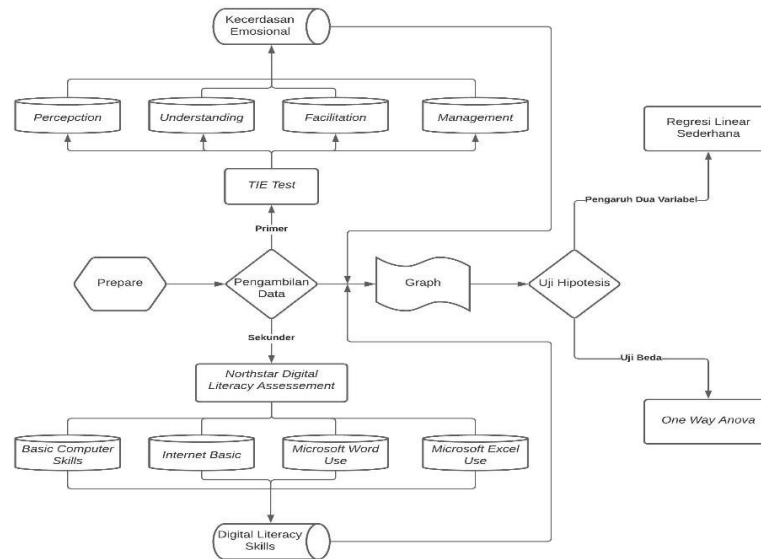 Kecerdasan
Emosional
Percepction
Understanding
Facilitation
Management
TIE Test
Primer
Prepare
Pengambilan
Data
Graph
Uji Hipotesis
Pengaruh Dua Variabel
Regresi Linear
Sederhana
Uji Beda
One Way Anova
Sekunder
Northstar Digital
Literacy Assessement
Basic Computer
Skills
Internet Basic
Microsoft Word
Use
Microsoft Excel
Use
Digital Literacy
Skills